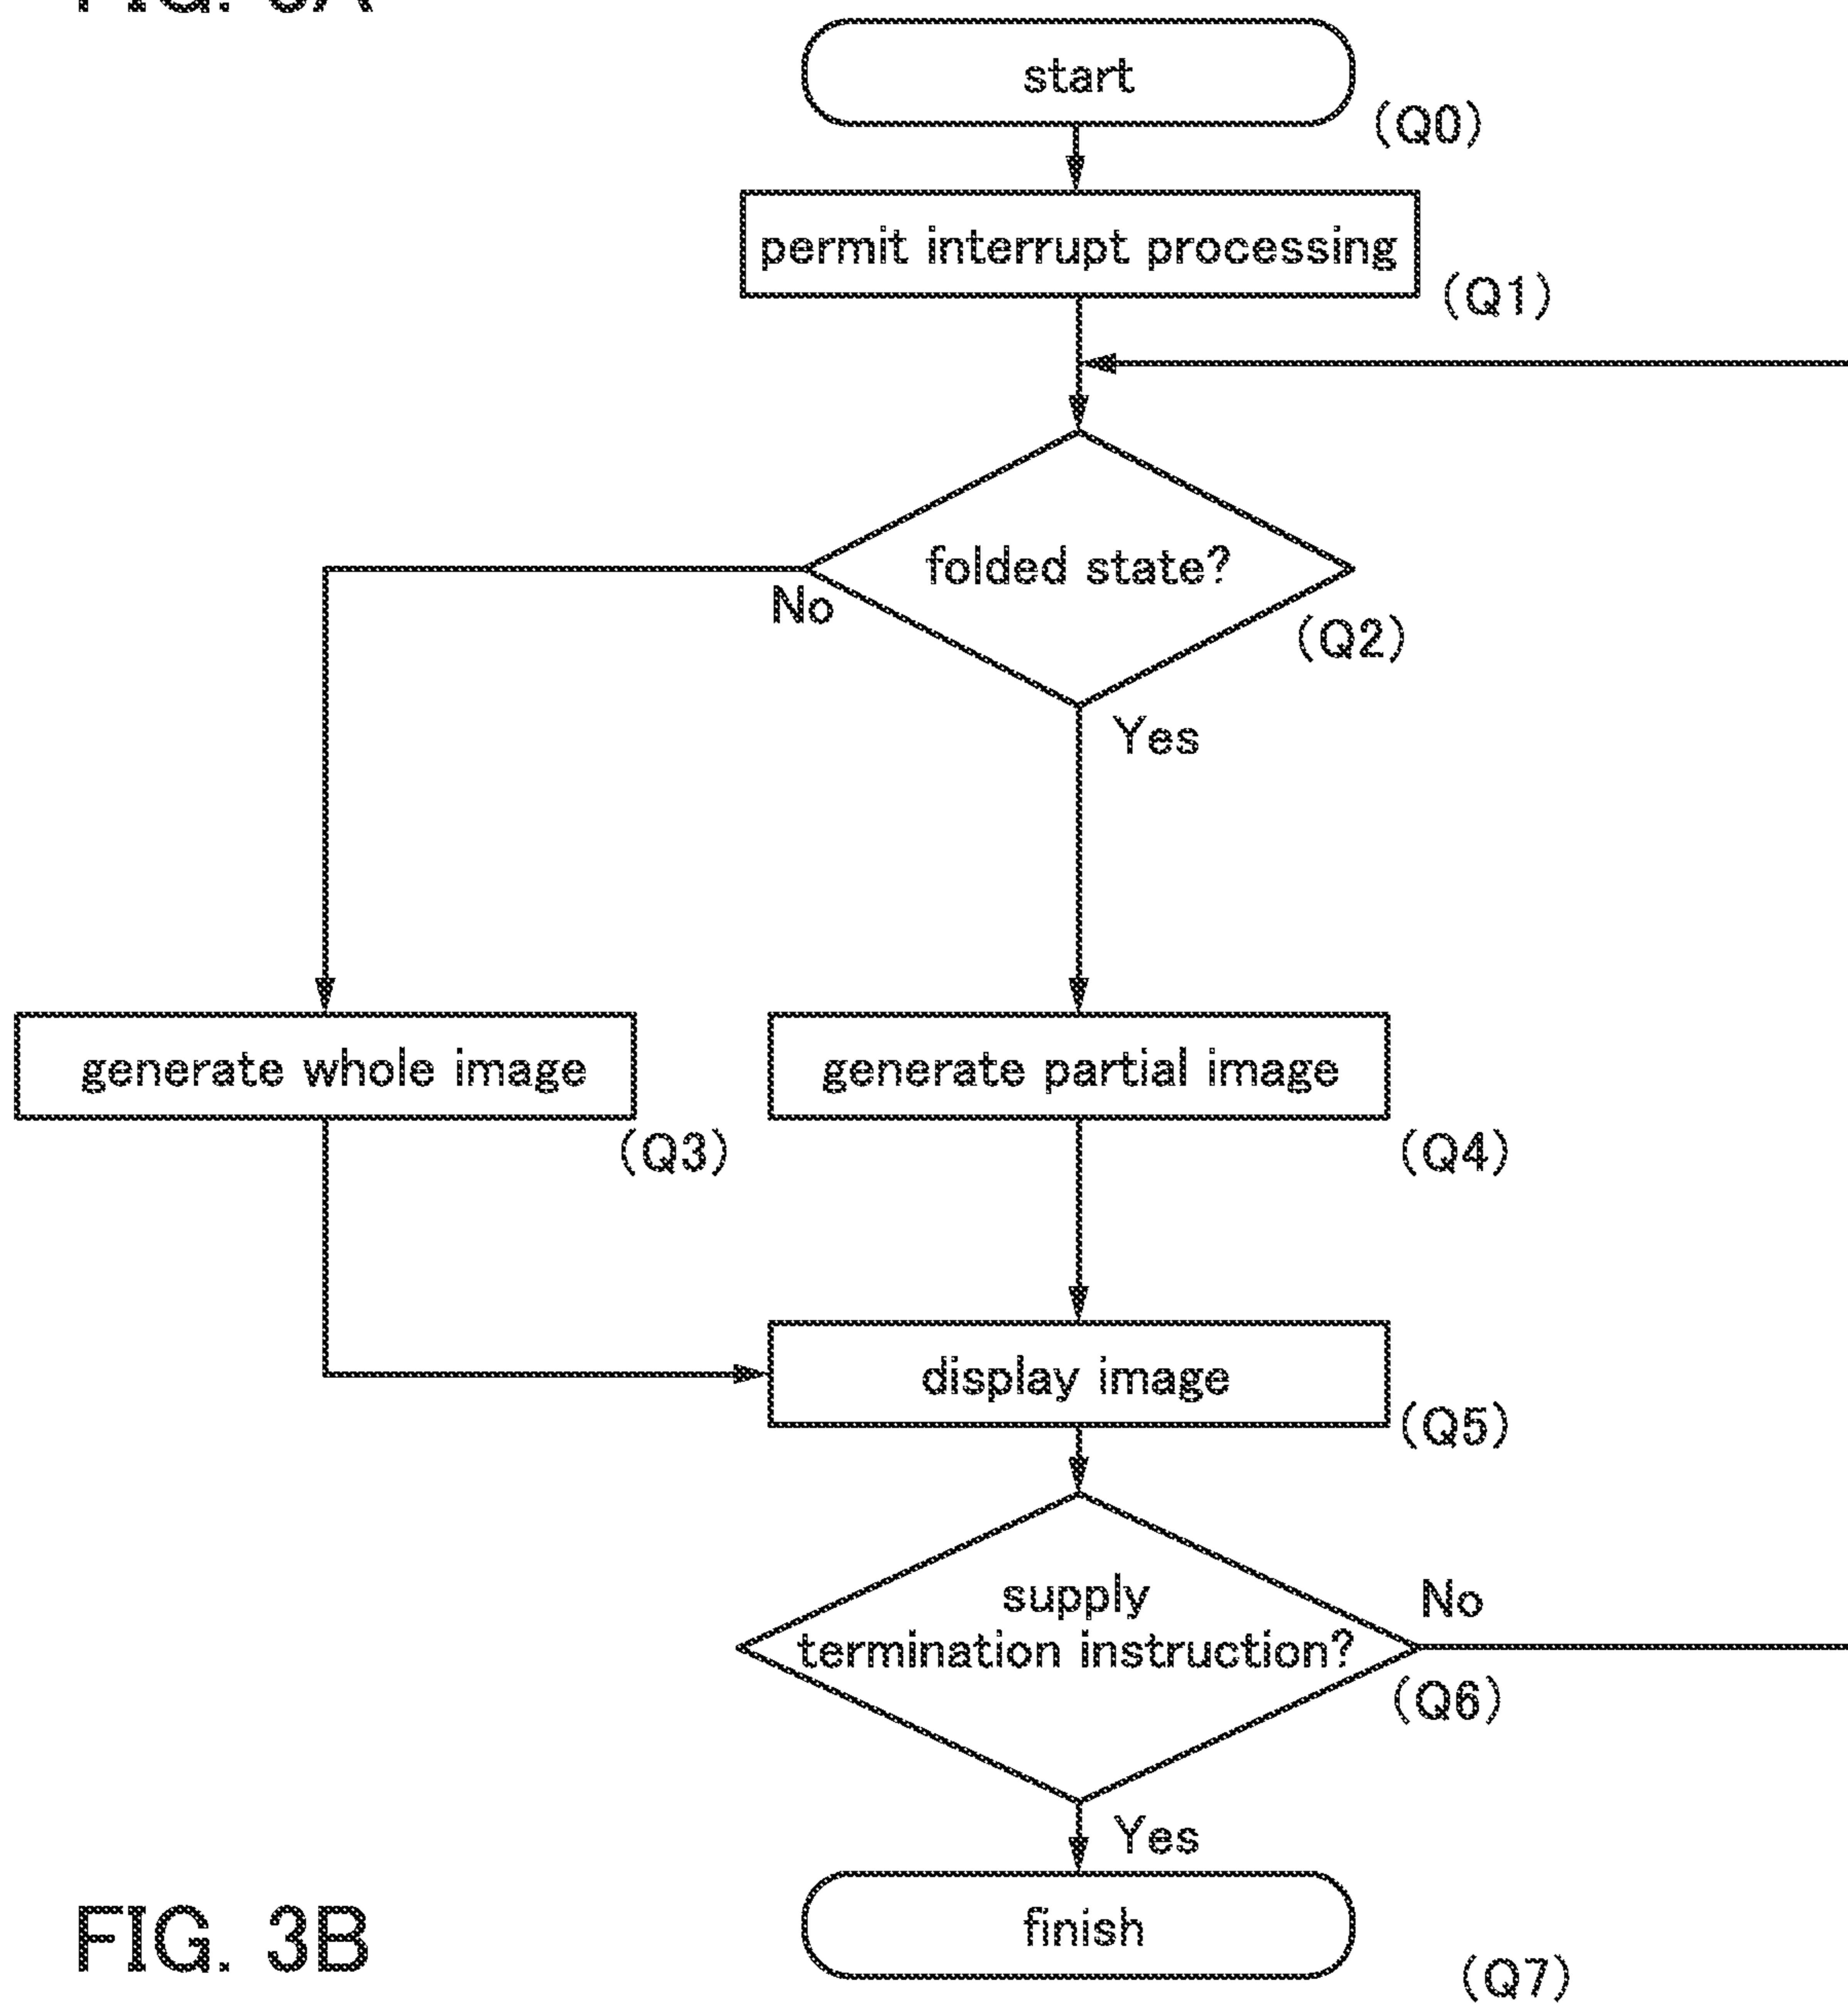 start
(Q0)
permit interrupt processing
(Q1)
folded state?
No
(Q2)
Yes
generate whole image
generate partial image
(Q3)
(Q4)
display image
(Q5)
supply
termination instruction?
No
(Q6)
Yes
finish
FIG. 3B
(Q7)